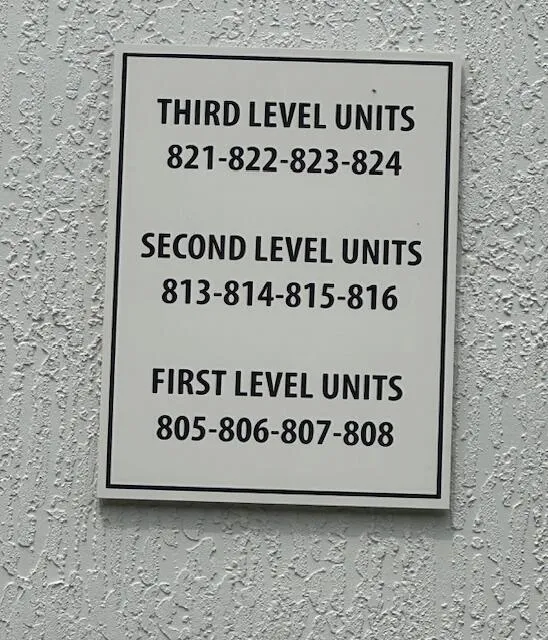 THIRD LEVEL UNITS
821-822-823-824
SECOND LEVEL UNITS
813-814-815-816
FIRST LEVEL UNITS
805-806-807-808